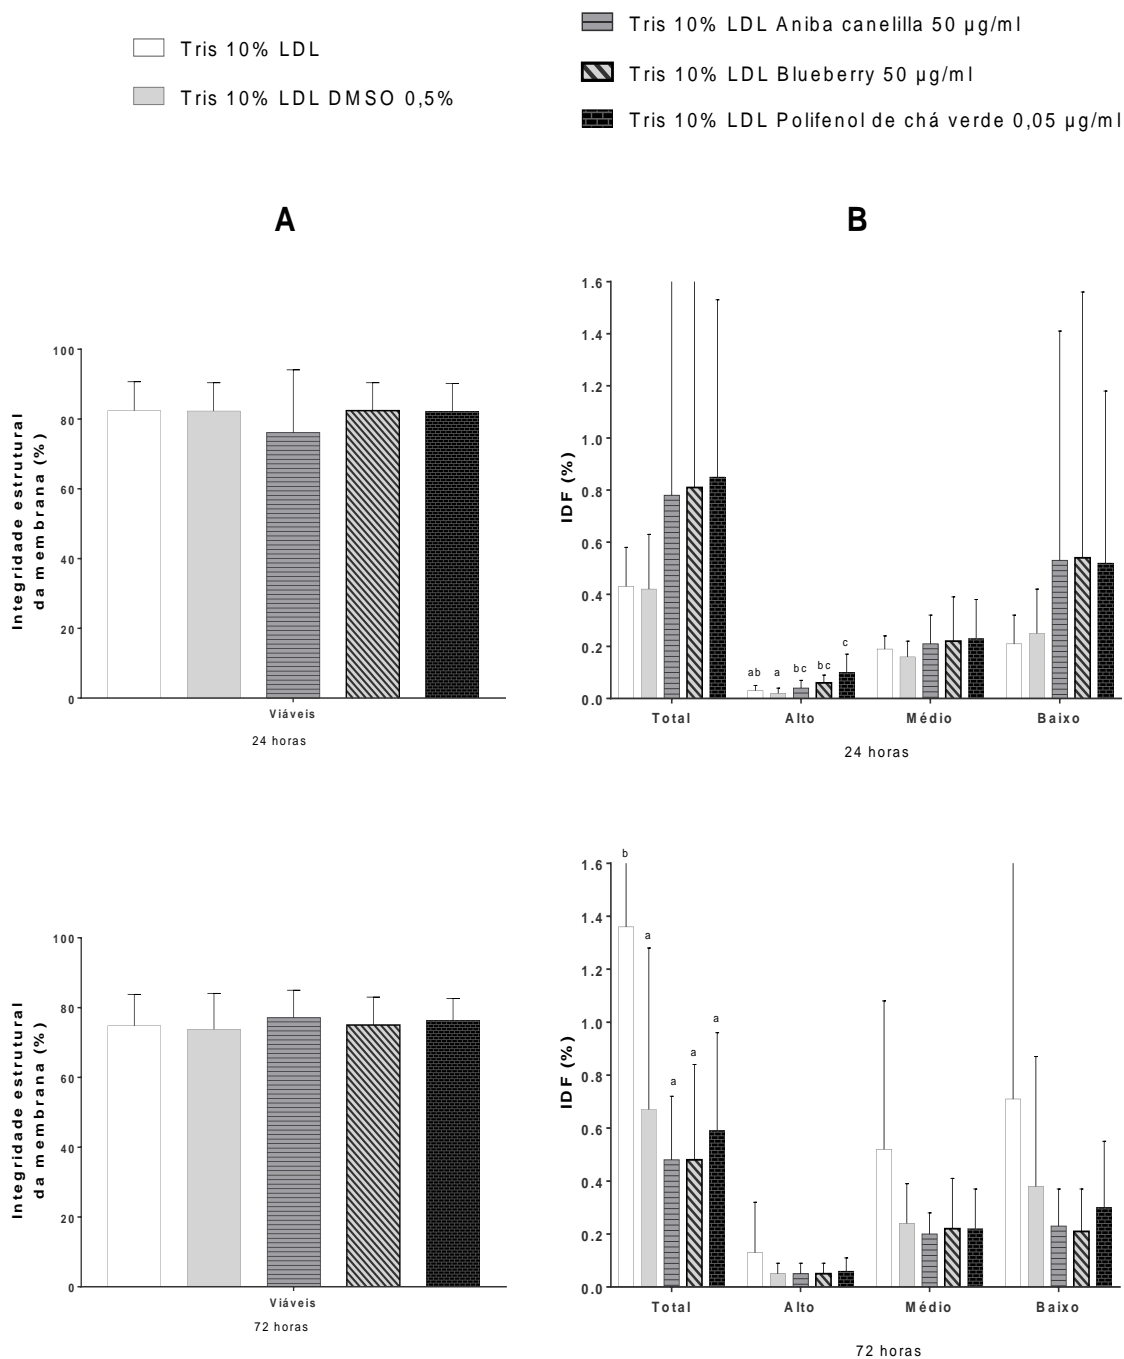 Tris 10% LDL
Tris 10% LDL DMSO 0,5%
Tris 10% LDL Aniba canelilla 50 µg/ml
Tris 10% LDL Blueberry 50 µg/ml
Tris 10% LDL Polifenol de chá verde 0,05 µg/ml
A
Integridade estrutural
da membrana (%)
100
80
60
40
20
0
Viáveis
24 horas
B
IDF (%)
1.6
1.4
1.2
1.0
0.8
0.6
0.4
0.2
0.0
ab a bc bc c
Total Alto Médio Baixo
24 horas
Integridade estrutural
da membrana (%)
100
80
60
40
20
0
Viáveis
72 horas
IDF (%)
1.6
1.4
1.2
1.0
0.8
0.6
0.4
0.2
0.0
b a a a a
Total Alto Médio Baixo
72 horas